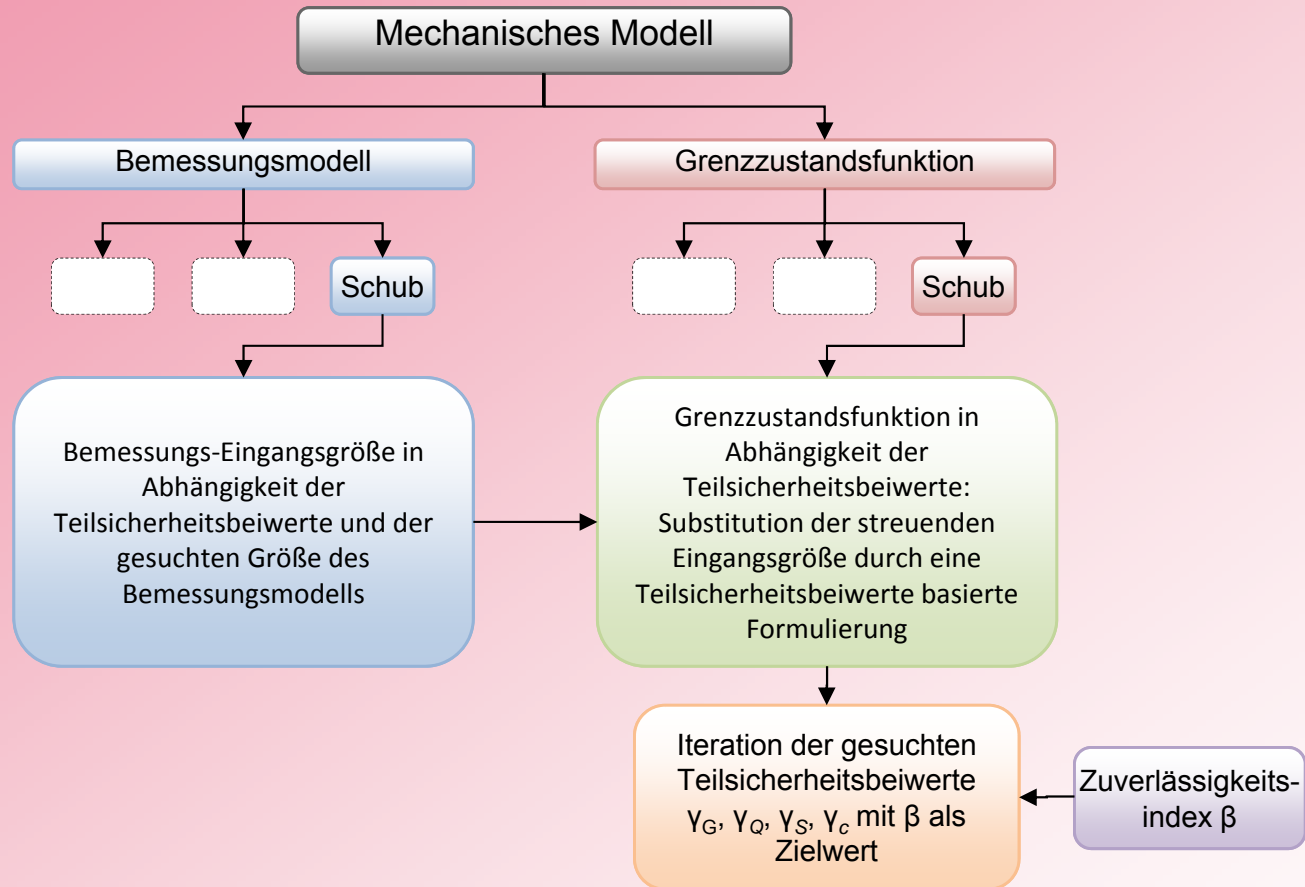 Mechanisches Modell
Bemessungsmodell
Grenzzustandsfunktion
Schub
Schub
Bemessungs-Eingangsgröße in
Abhängigkeit der
Teilsicherheitsbeiwerte und der
gesuchten Größe des
Bemessungsmodells
Grenzzustandsfunktion in
Abhängigkeit der
Teilsicherheitsbeiwerte:
Substitution der streuenden
Eingangsgröße durch eine
Teilsicherheitsbeiwerte basierte
Formulierung
Iteration der gesuchten
Teilsicherheitsbeiwerte
γG, γQ, γS, γc mit β als
Zielwert
Zuverlässigkeits-
index β